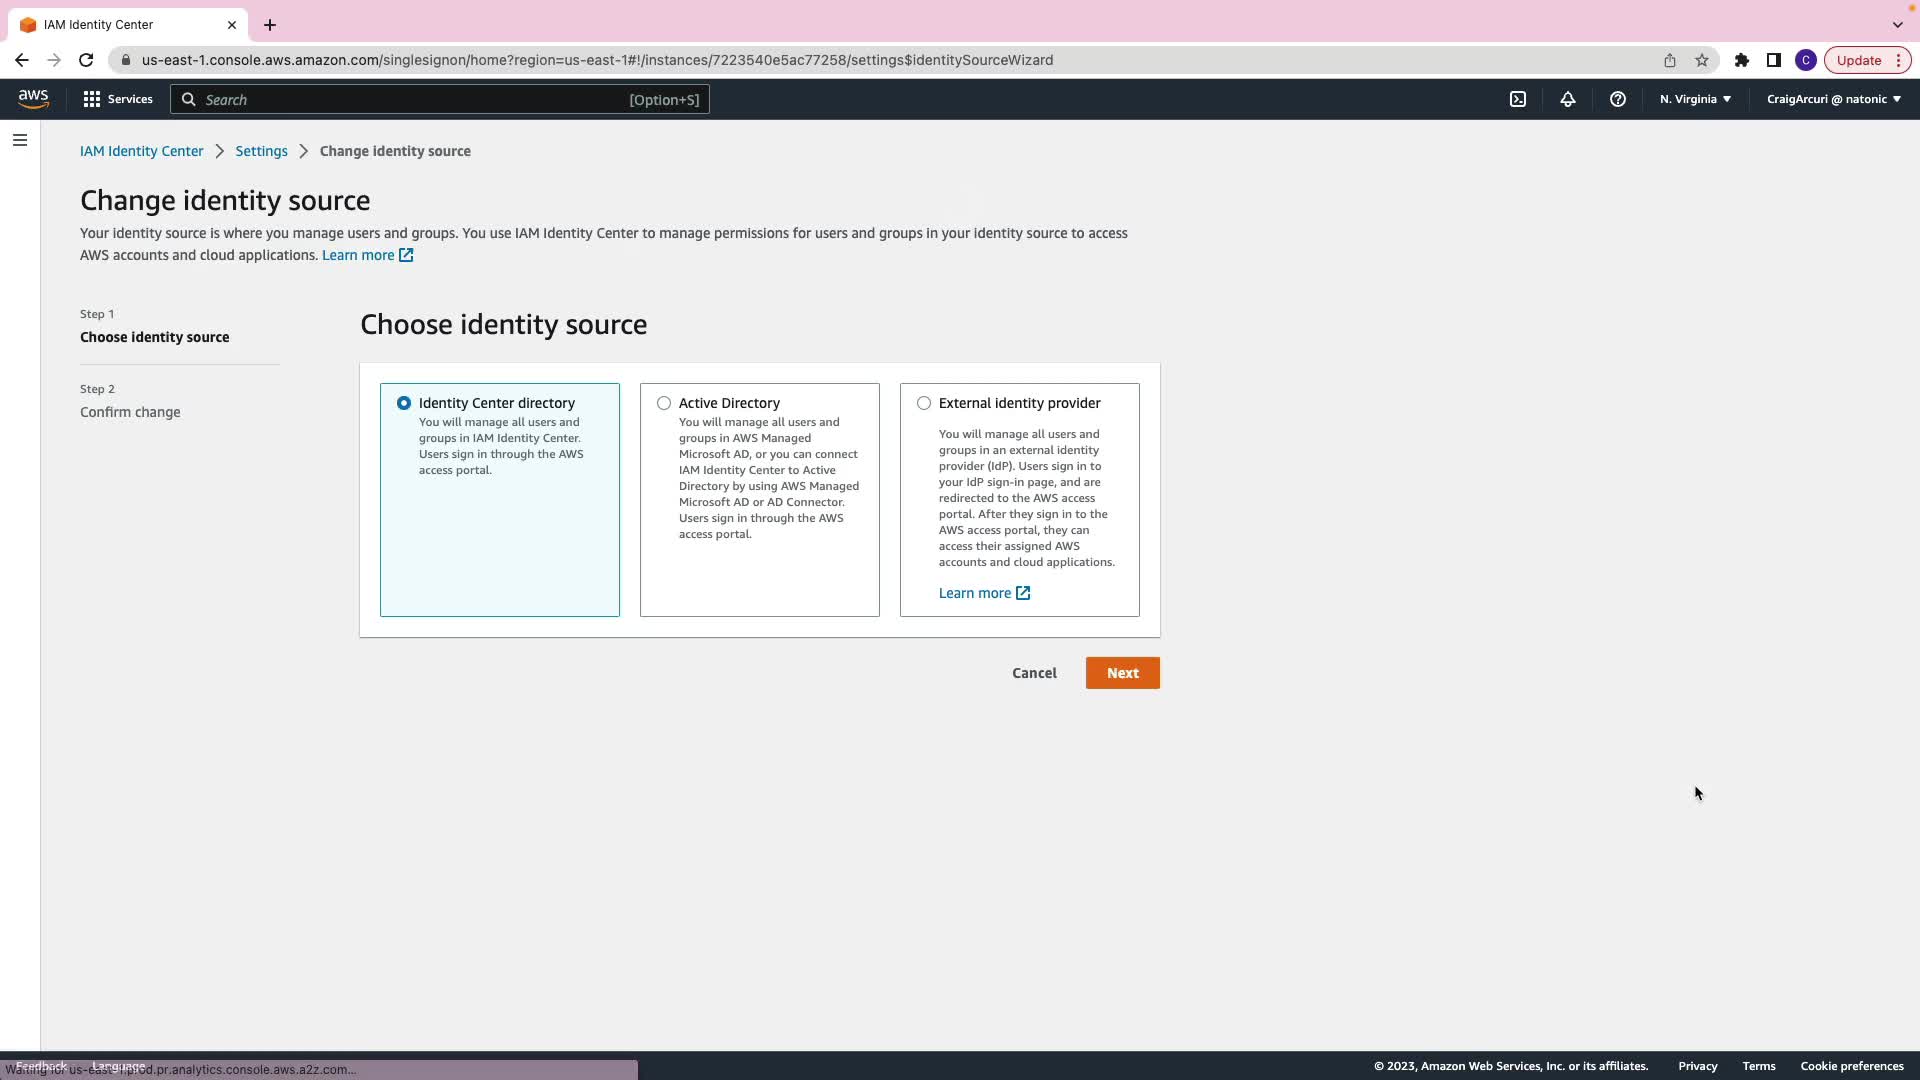 IAM Identity Center
us-east-1.console.aws.amazon.com/singlesignon/home?region=us-east-1#!/instances/7223540e5ac77258/settings$identitySourceWizard
C
Update
aws
Services
Search
[Option+S]
N. Virginia
CraigArcuri @ natonic
IAM Identity Center
Settings
Change identity source
Change identity source
Your identity source is where you manage users and groups. You use IAM Identity Center to manage permissions for users and groups in your identity source to access
AWS accounts and cloud applications. Learn more
Step 1
Choose identity source
Step 2
Confirm change
Choose identity source
Identity Center directory
You will manage all users and
groups in IAM Identity Center.
Users sign in through the AWS
access portal.
Active Directory
You will manage all users and
groups in AWS Managed
Microsoft AD, or you can connect
IAM Identity Center to Active
Directory by using AWS Managed
Microsoft AD or AD Connector.
Users sign in through the AWS
access portal.
External identity provider
You will manage all users and
groups in an external identity
provider (IdP). Users sign in to
your IdP sign-in page, and are
redirected to the AWS access
portal. After they sign in to the
AWS access portal, they can
access their assigned AWS
accounts and cloud applications.
Learn more
Cancel
Next
Feedback
Language
Waiting for us-east-1.prod.pr.analytics.console.aws.a2z.com...
© 2023, Amazon Web Services, Inc. or its affiliates.
Privacy
Terms
Cookie preferences